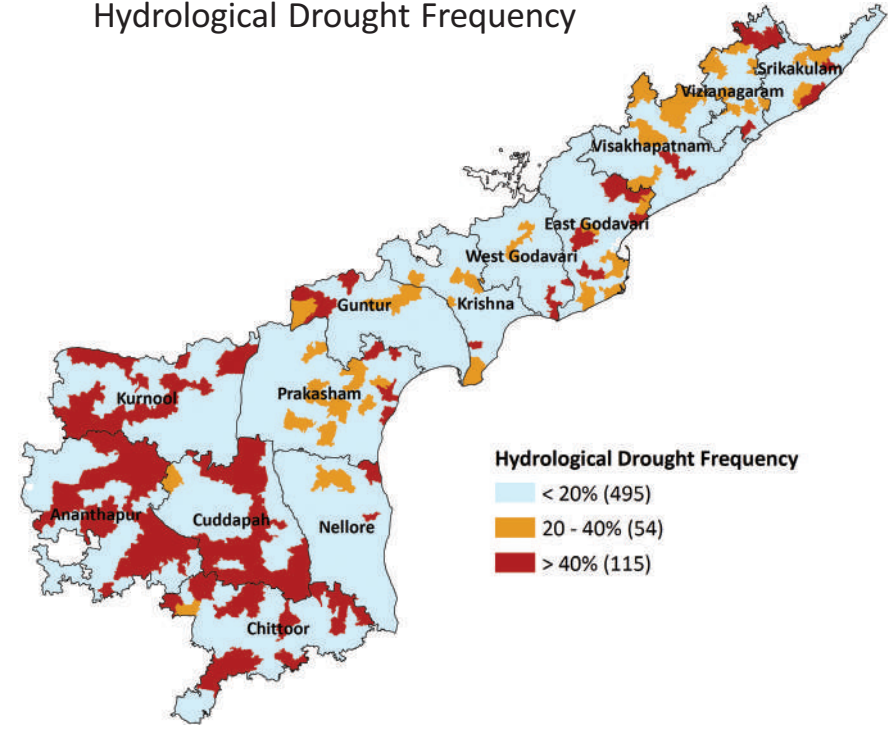 Hydrological Drought Frequency
Srikakulam
Vizianagaram
Visakhapatnam
East Godavari
West Godavari
Krishna
Guntur
Prakasham
Kurnool
Hydrological Drought Frequency
< 20% (495)
20 - 40% (54)
> 40% (115)
Ananthapur
Cuddapah
Nellore
Chittoor